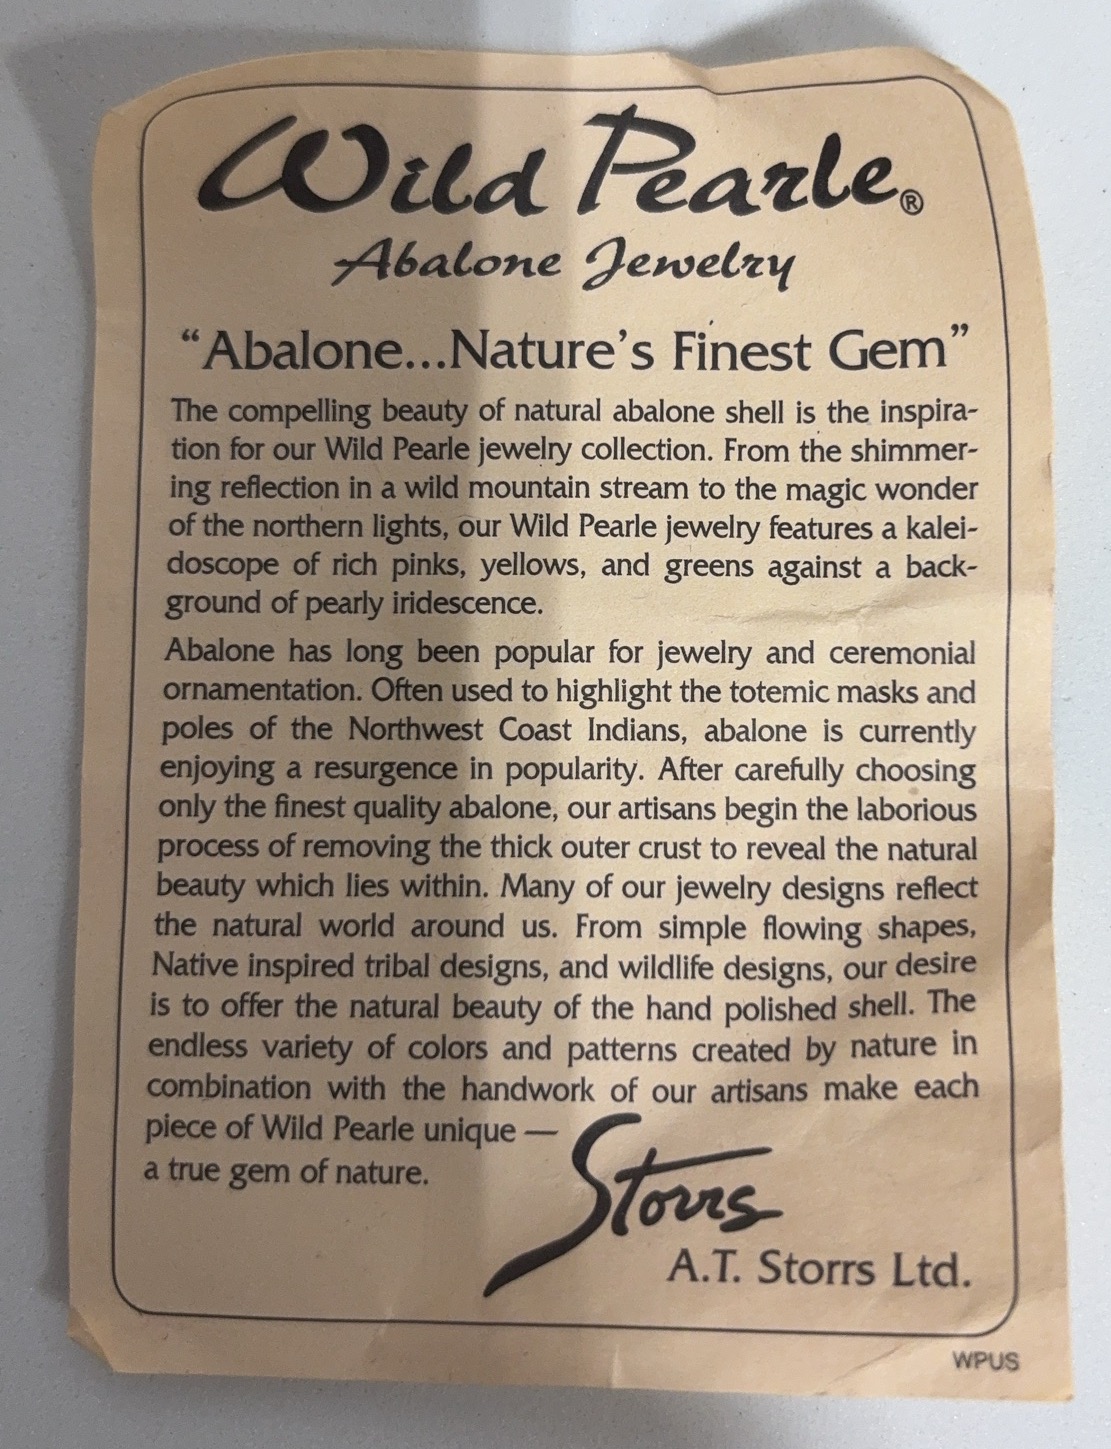 Wild Pearle®
Abalone Jewelry
“Abalone...Nature’s Finest Gem”
The compelling beauty of natural abalone shell is the inspira-
tion for our Wild Pearle jewelry collection. From the shimmer-
ing reflection in a wild mountain stream to the magic wonder
of the northern lights, our Wild Pearle jewelry features a kalei-
doscope of rich pinks, yellows, and greens against a back-
ground of pearly iridescence.
Abalone has long been popular for jewelry and ceremonial
ornamentation. Often used to highlight the totemic masks and
poles of the Northwest Coast Indians, abalone is currently
enjoying a resurgence in popularity. After carefully choosing
only the finest quality abalone, our artisans begin the laborious
process of removing the thick outer crust to reveal the natural
beauty which lies within. Many of our jewelry designs reflect
the natural world around us. From simple flowing shapes,
Native inspired tribal designs, and wildlife designs, our desire
is to offer the natural beauty of the hand polished shell. The
endless variety of colors and patterns created by nature in
combination with the handwork of our artisans make each
piece of Wild Pearle unique —
a true gem of nature.
Storrs
A.T. Storrs Ltd.
WPUS